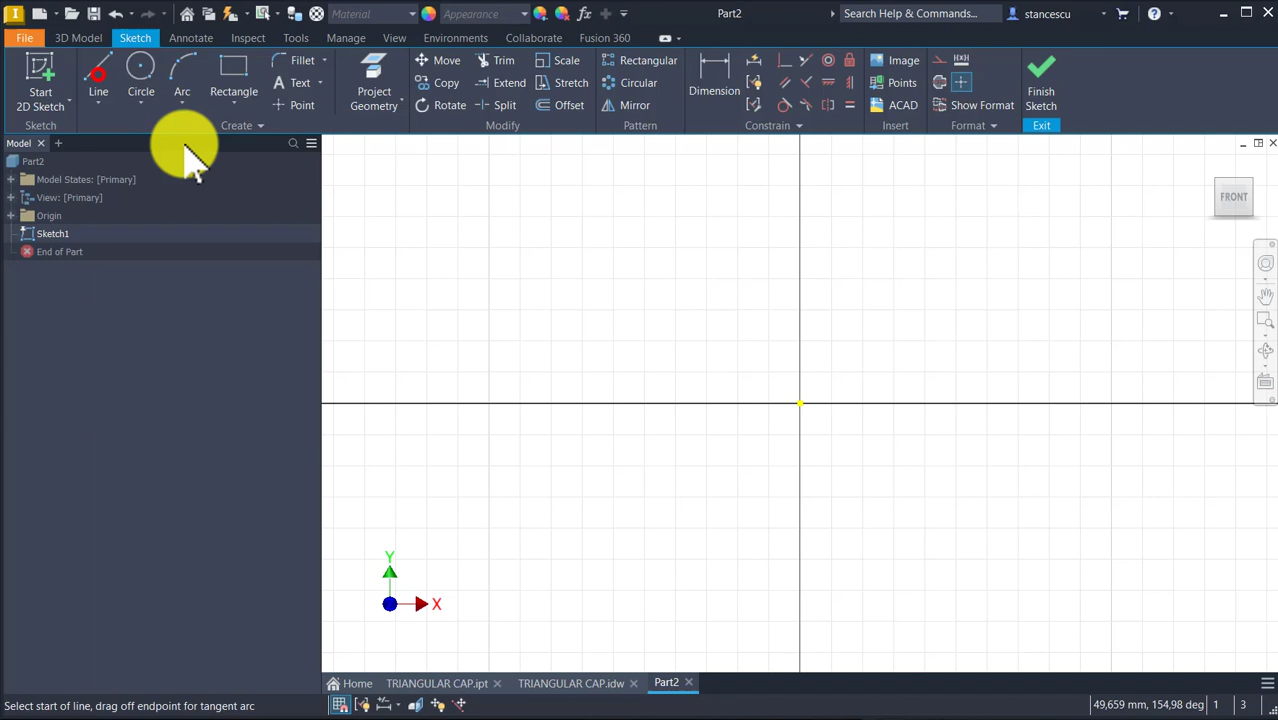 Material
Appearance
Part2
Search Help & Commands...
stancescu
File
3D Model
Sketch
Annotate
Inspect
Tools
Manage
View
Environments
Collaborate
Fusion 360
Start
2D Sketch
Sketch
Line
Circle
Arc
Rectangle
Fillet
Text
Point
Create
Project
Geometry
Move
Copy
Rotate
Trim
Extend
Split
Scale
Stretch
Offset
Modify
Rectangular
Circular
Mirror
Pattern
Dimension
Constrain
Image
Points
ACAD
Insert
Show Format
Format
Finish
Sketch
Exit
Model
Part2
Model States: [Primary]
View: [Primary]
Origin
Sketch1
End of Part
FRONT
Y
X
Home
TRIANGULAR CAP.ipt
TRIANGULAR CAP.idw
Part2
Select start of line, drag off endpoint for tangent arc
49,659 mm, 154,98 deg
1
3